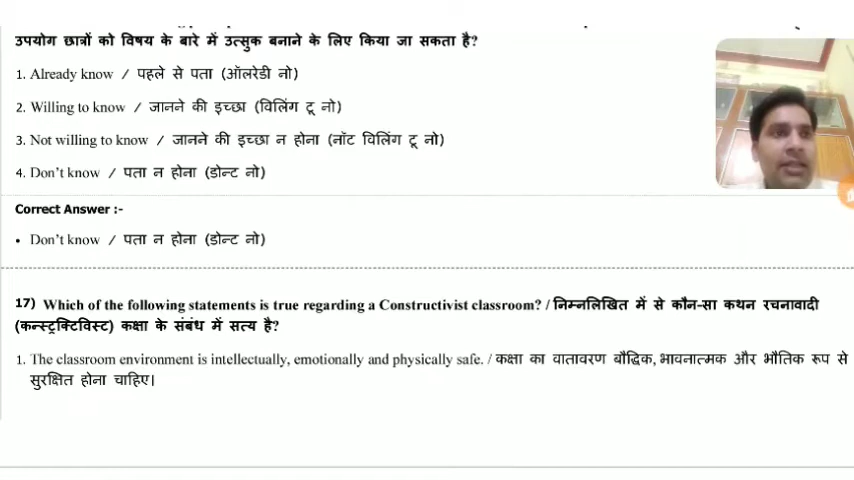 उपयोग छात्रों को विषय के बारे में उत्सुक बनाने के लिए किया जा सकता है?
1. Already know / पहले से पता (ऑलरेडी नो)
2. Willing to know / जानने की इच्छा (विलिंग टू नो)
3. Not willing to know / जानने की इच्छा न होना (नॉट विलिंग टू नो)
4. Don't know / पता न होना (डोन्ट नो)
Correct Answer :-
• Don't know / पता न होना (डोन्ट नो)
17) Which of the following statements is true regarding a Constructivist classroom? / निम्नलिखित में से कौन-सा कथन रचनावादी
(कन्स्ट्रक्टिविस्ट) कक्षा के संबंध में सत्य है?
1. The classroom environment is intellectually, emotionally and physically safe. / कक्षा का वातावरण बौद्धिक, भावनात्मक और भौतिक रूप से
सुरक्षित होना चाहिए।